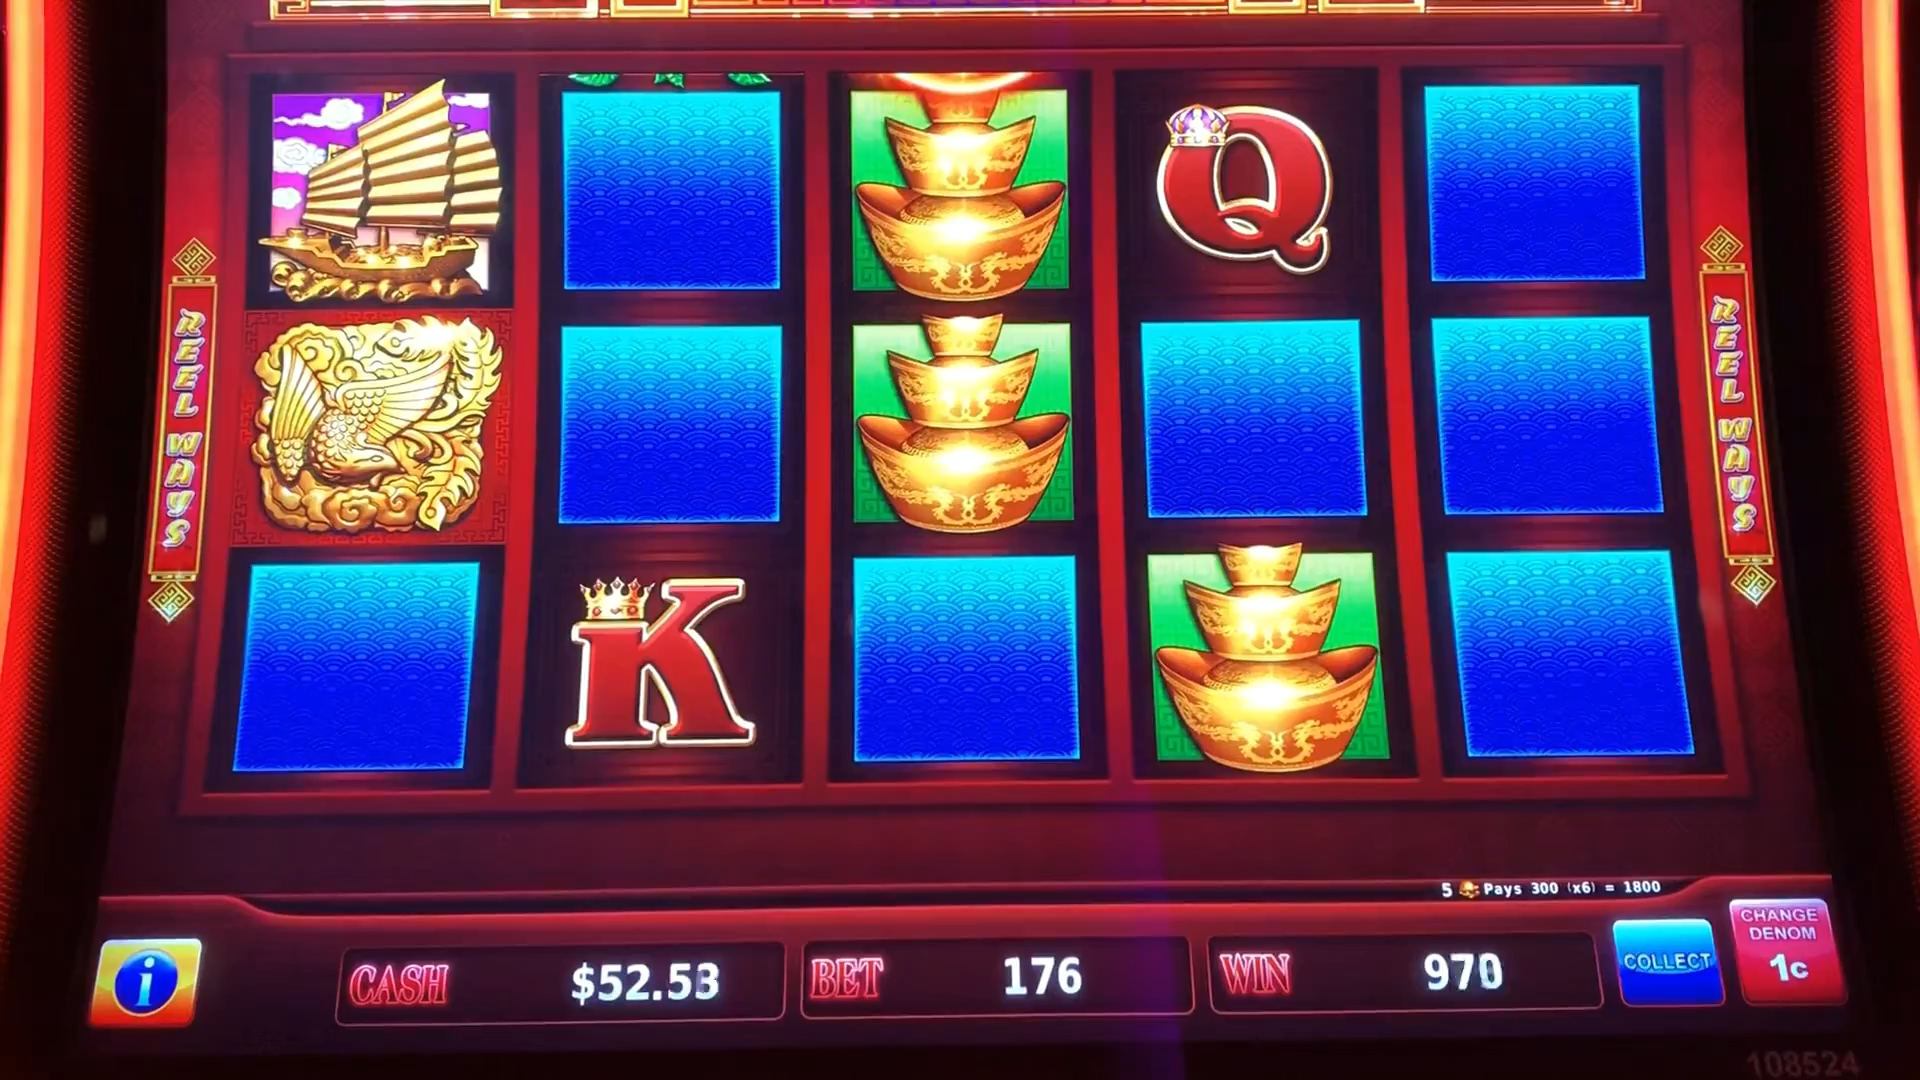 Q
REEL WAYS
REEL WAYS
K
5 Pays 300 (x6) = 1800
CASH $52.53
BET 176
WIN 970
COLLECT
CHANGE
DENOM
1c
i
108524